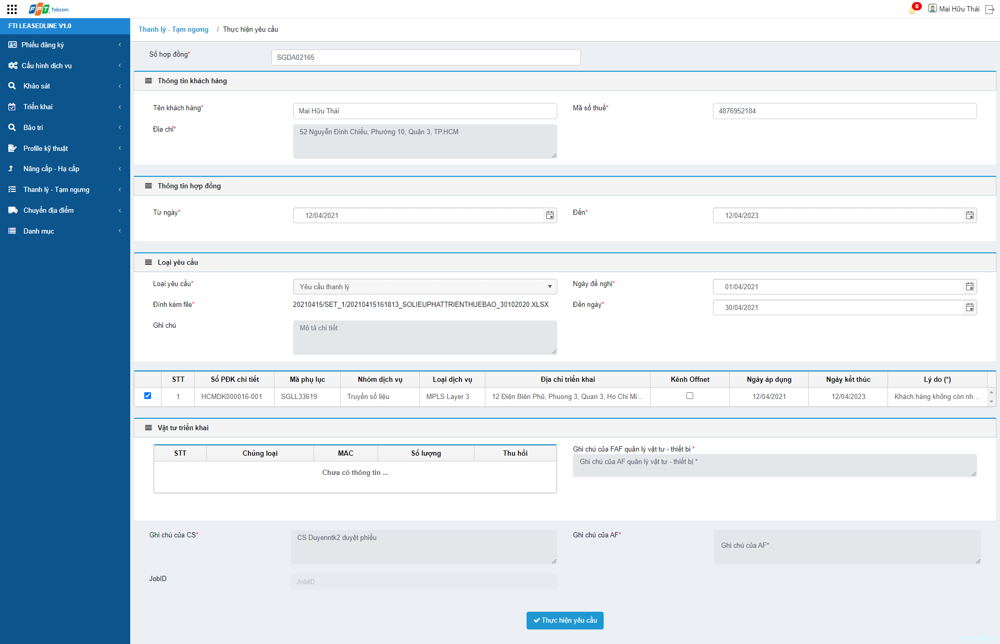 FPT Telecom
0
Mai Hữu Thái
FTI LEASEDLINE V1.0
Phiếu đăng ký
Cấu hình dịch vụ
Khảo sát
Triển khai
Bảo trì
Profile kỹ thuật
Nâng cấp - Hạ cấp
Thanh lý - Tạm ngưng
Chuyển địa điểm
Danh mục
Thanh lý - Tạm ngưng / Thực hiện yêu cầu
Số hợp đồng* SGDA02165
Thông tin khách hàng
Tên khách hàng* Mai Hữu Thái Mã số thuế* 4876952184
Địa chỉ* 52 Nguyễn Đình Chiểu, Phường 10, Quận 3, TP.HCM
Thông tin hợp đồng
Từ ngày* 12/04/2021 Đến* 12/04/2023
Loại yêu cầu
Loại yêu cầu* Yêu cầu thanh lý Ngày đề nghị* 01/04/2021
Đính kèm file* 20210415/SET_1/20210415161813_SOLIEUPHATTRIENTHUEBAO_30102020.XLSX Đến ngày* 30/04/2021
Ghi chú Mô tả chi tiết
STT Số PĐK chi tiết Mã phụ lục Nhóm dịch vụ Loại dịch vụ Địa chỉ triển khai Kênh Offnet Ngày áp dụng Ngày kết thúc Lý do (*)
1 HCMDK000016-001 SGLL33619 Truyền số liệu MPLS Layer 3 12 Điện Biên Phủ, Phuong 3, Quan 3, Ho Chi Mi... 12/04/2021 12/04/2023 Khách hàng không còn nh...
Vật tư triển khai
STT Chủng loại MAC Số lượng Thu hồi
Chưa có thông tin ...
Ghi chú của FAF quản lý vật tư - thiết bị *
Ghi chú của AF quản lý vật tư - thiết bị *
Ghi chú của CS* CS Duyenntk2 duyệt phiếu Ghi chú của AF* Ghi chú của AF*
JobID JobID
Thực hiện yêu cầu